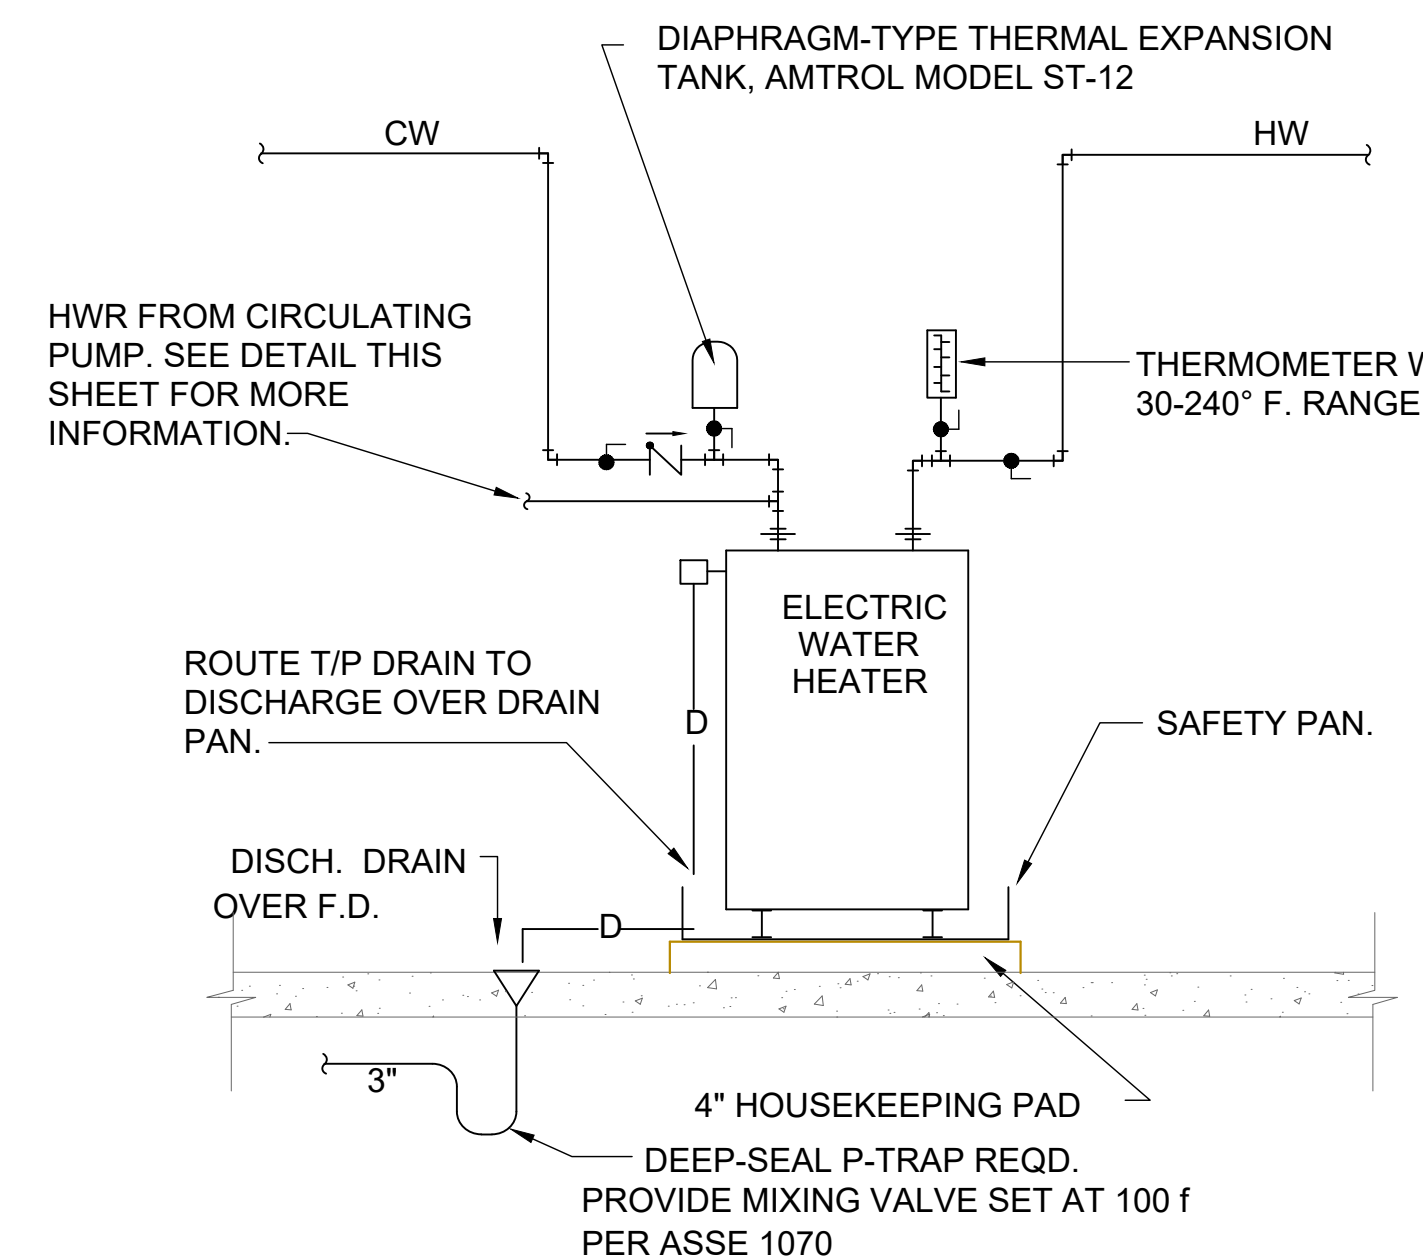 DIAPHRAGM-TYPE THERMAL EXPANSION
TANK, AMTROL MODEL ST-12
CW
HW
HWR FROM CIRCULATING
PUMP. SEE DETAIL THIS
SHEET FOR MORE
INFORMATION.
THERMOMETER W
30-240° F. RANGE
ELECTRIC
WATER
HEATER
ROUTE T/P DRAIN TO
DISCHARGE OVER DRAIN
PAN.
D
SAFETY PAN.
DISCH. DRAIN
OVER F.D.
D
3"
4" HOUSEKEEPING PAD
DEEP-SEAL P-TRAP REQD.
PROVIDE MIXING VALVE SET AT 100 f
PER ASSE 1070